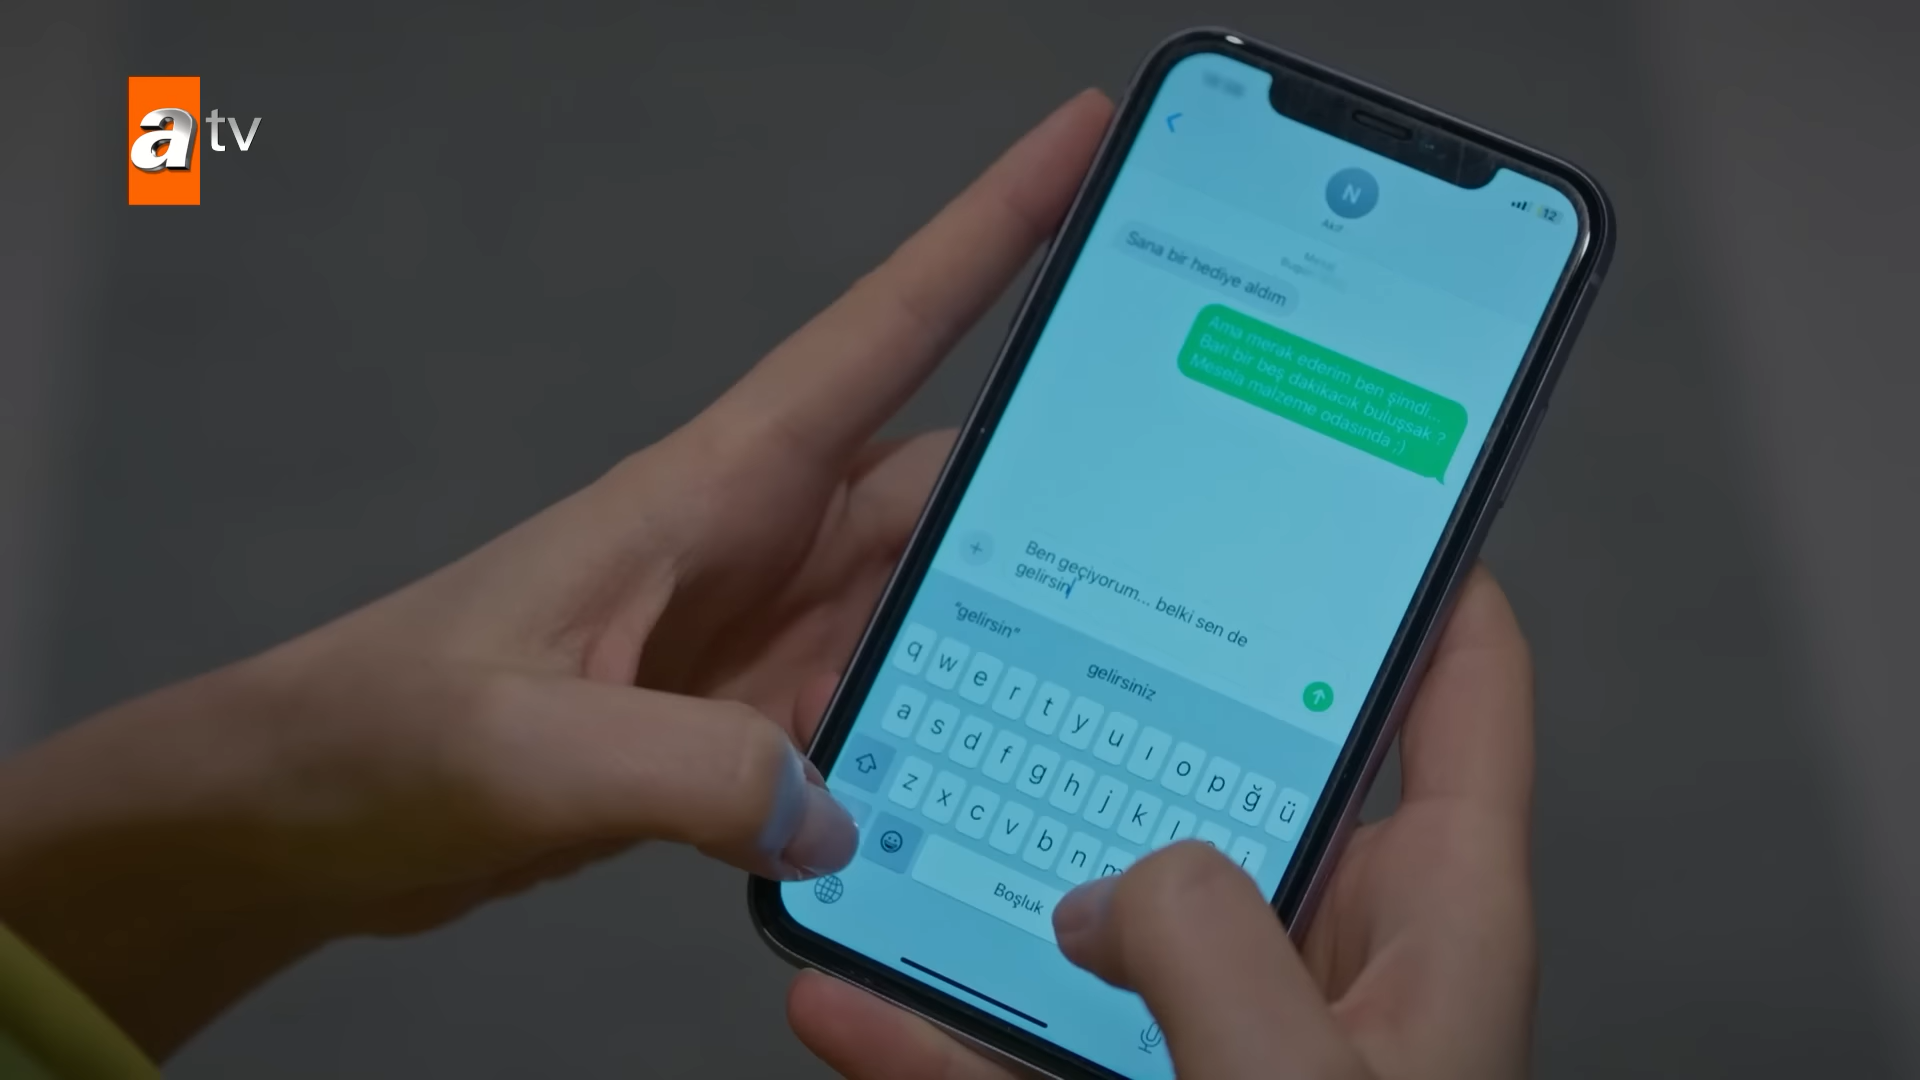 atv
12
N
Akif
Sana bir hediye aldım
Ama merak ederim ben şimdi...
Bari bir beş dakikacık buluşsak ?
Mesela malzeme odasında ;)
Ben geçiyorum... belki sen de
gelirsin
“gelirsin” gelirsiniz
q w e r t y u ı o p ğ ü
a s d f g h j k l i
z x c v b n m
Boşluk